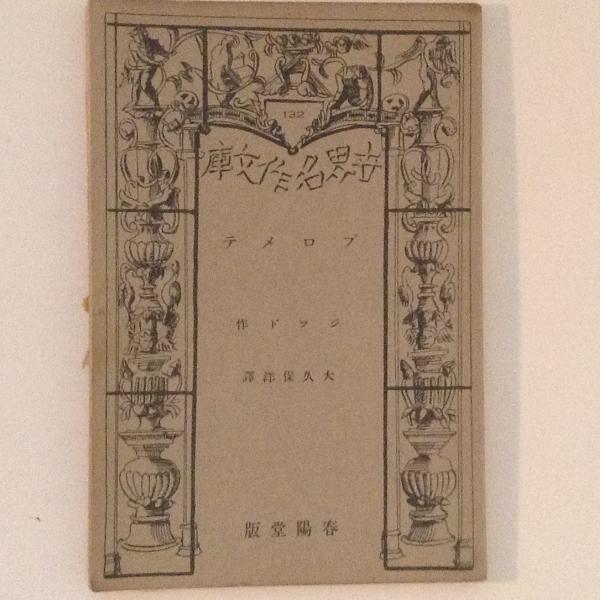 132
世界名作文庫
プロメテ
ジツド作
大久保洋譯
春陽堂版